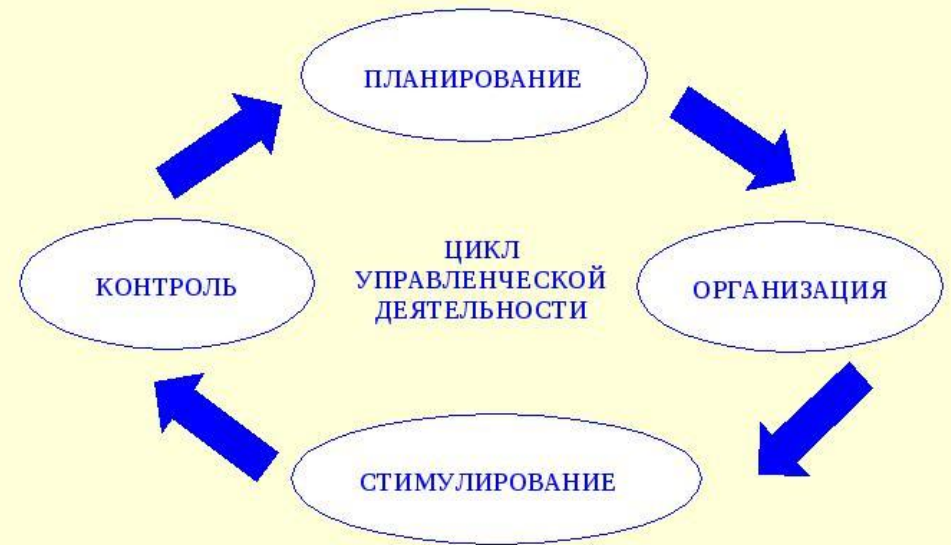 ПЛАНИРОВАНИЕ
ЦИКЛ
УПРАВЛЕНЧЕСКОЙ
ДЕЯТЕЛЬНОСТИ
КОНТРОЛЬ
ОРГАНИЗАЦИЯ
СТИМУЛИРОВАНИЕ